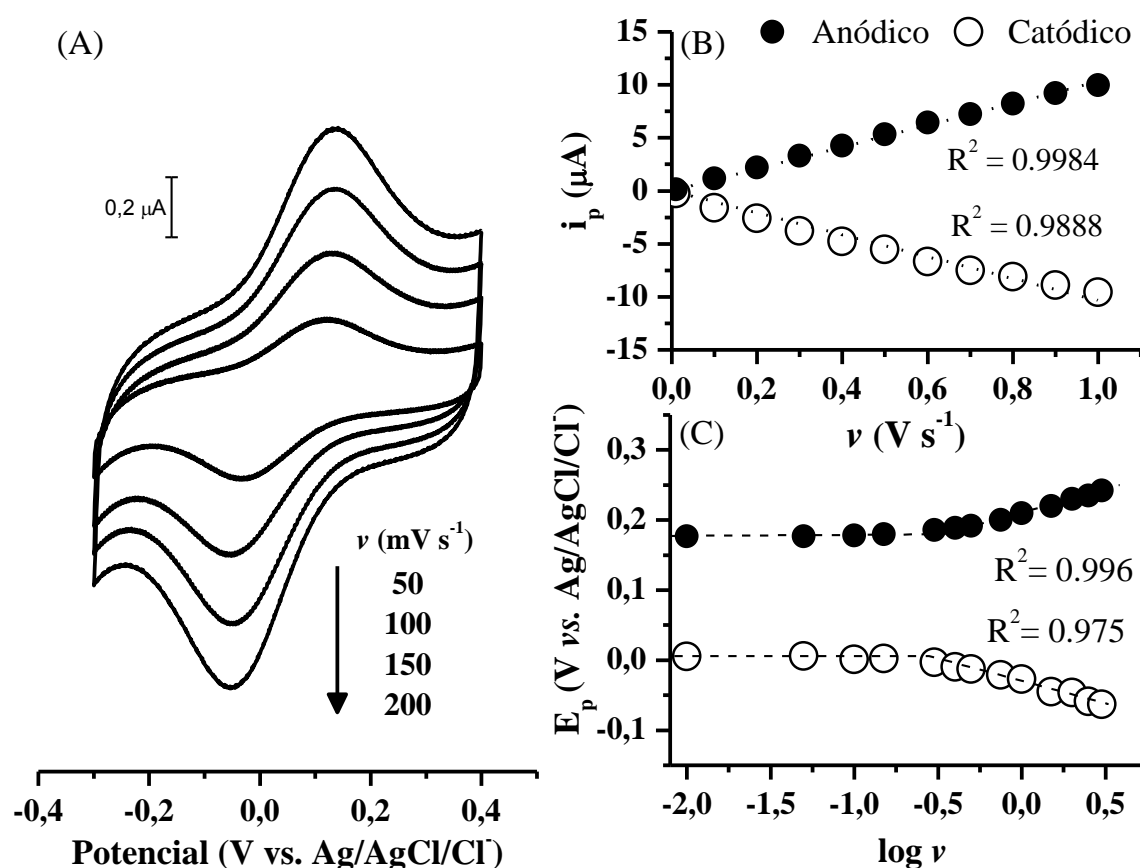 (A)
0,2 μA
ν (mV s⁻¹)
50
100
150
200
-0,4 -0,2 0,0 0,2 0,4
Potencial (V vs. Ag/AgCl/Cl⁻)
(B)
Anódico Catódico
15
10
5
0
-5
-10
-15
i_p (μA)
R² = 0.9984
R² = 0.9888
0,0 0,2 0,4 0,6 0,8 1,0
ν (V s⁻¹)
(C)
0,3
0,2
0,1
0,0
-0,1
E_p (V vs. Ag/AgCl/Cl⁻)
R²= 0.996
R²= 0.975
-2,0 -1,5 -1,0 -0,5 0,0 0,5
log ν